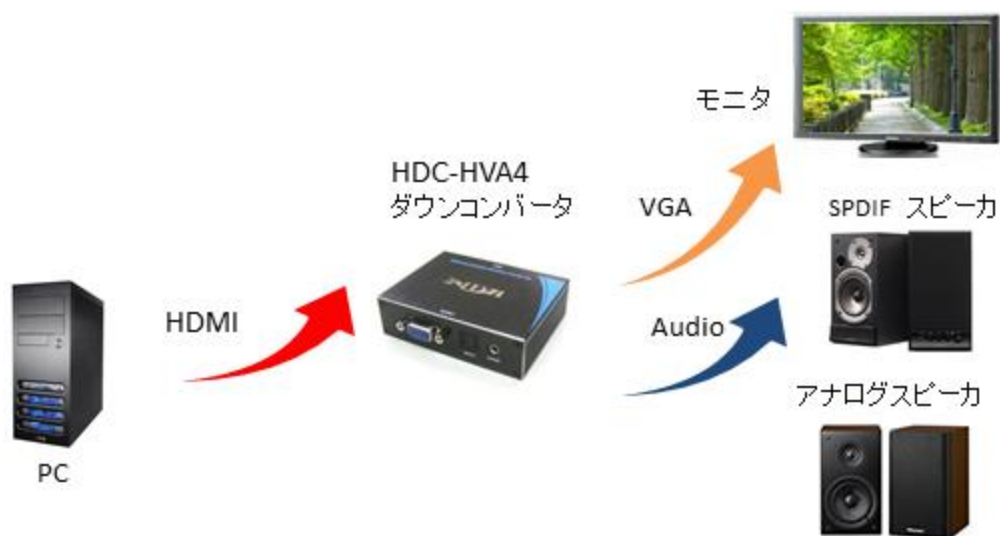 モニタ
HDC-HVA4
ダウンコンバータ
VGA
SPDIF スピーカ
HDMI
Audio
アナログスピーカ
PC